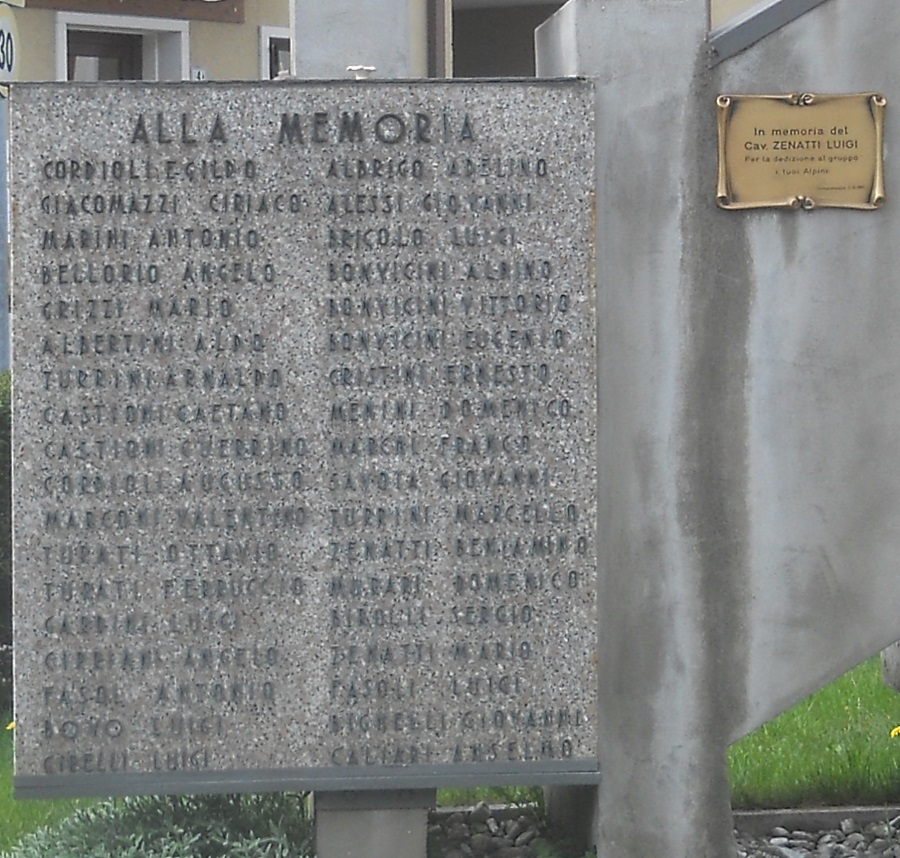 30
ALLA MEMORIA
CORDIOLI EGILDO
GIACOMAZZI CIRIACO
MARINI ANTONIO
BELLORIO ANGELO
GRIZZI MARIO
ALBERTINI ALDO
TURRINI ARNALDO
CASTIONI GAETANO
CASTIONI GUERRINO
CORDIOLI AUGUSTO
MARCONI VALENTINO
TURATI OTTAVIO
TURATI FERRUCCIO
LUIGI
CIPRIANI ANGELO
FASOL ANTONIO
BOVO LUIGI
CIRELLI LUIGI
ALBRIGO ADELINO
ALESSI GIOVANNI
BRICOLO LUIGI
BONVICINI ALBINO
BONVICINI VITTORIO
BONVICINI EUGENIO
CRISTINI ERNESTO
MENINI DOMENICO
MARCHI FRANCO
SAVOIA GIOVANNI
TURRINI MARCELLO
ZENATTI BENIAMINO
MURARI DOMENICO
BIROLLI SERGIO
ZENATTI MARIO
FASOLI LUIGI
BIGHELLI GIOVANNI
CALIARI ANSELMO
In memoria del
Cav. ZENATTI LUIGI
Per la dedizione al gruppo
i tuoi Alpini